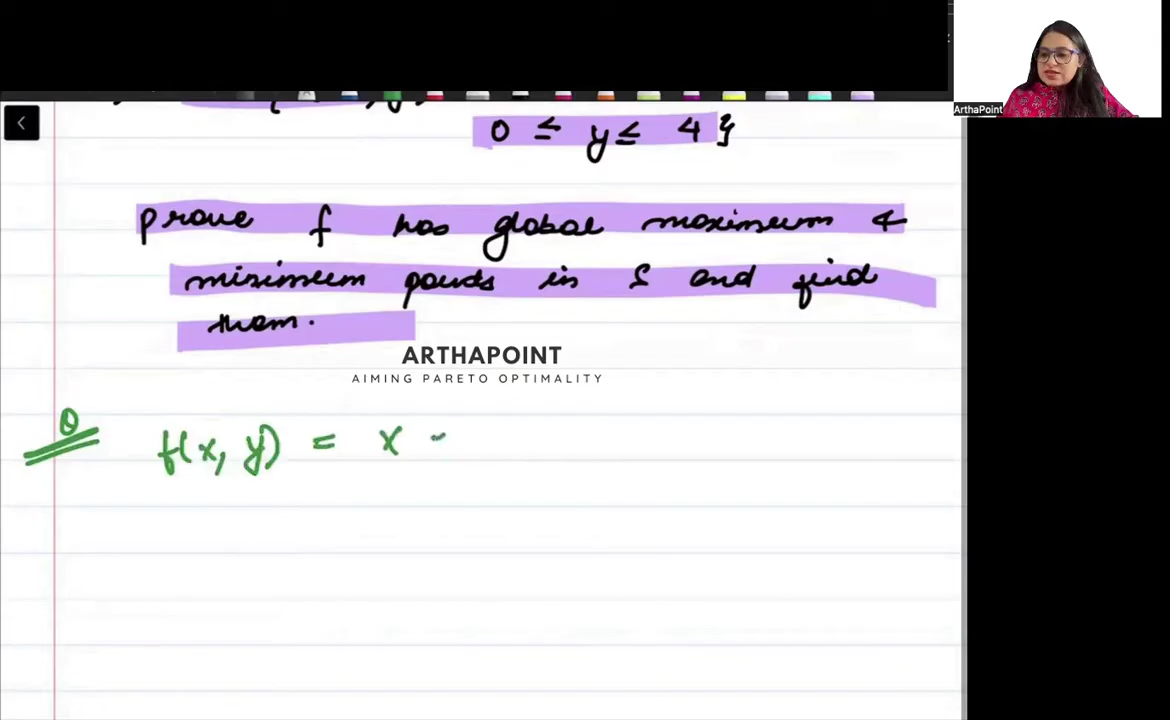 ArthaPoint
0 ≤ y ≤ 4 }
prove f has global maximum &
minimum points in S and find
them.
ARTHAPOINT
AIMING PARETO OPTIMALITY
Q f(x, y) = x -